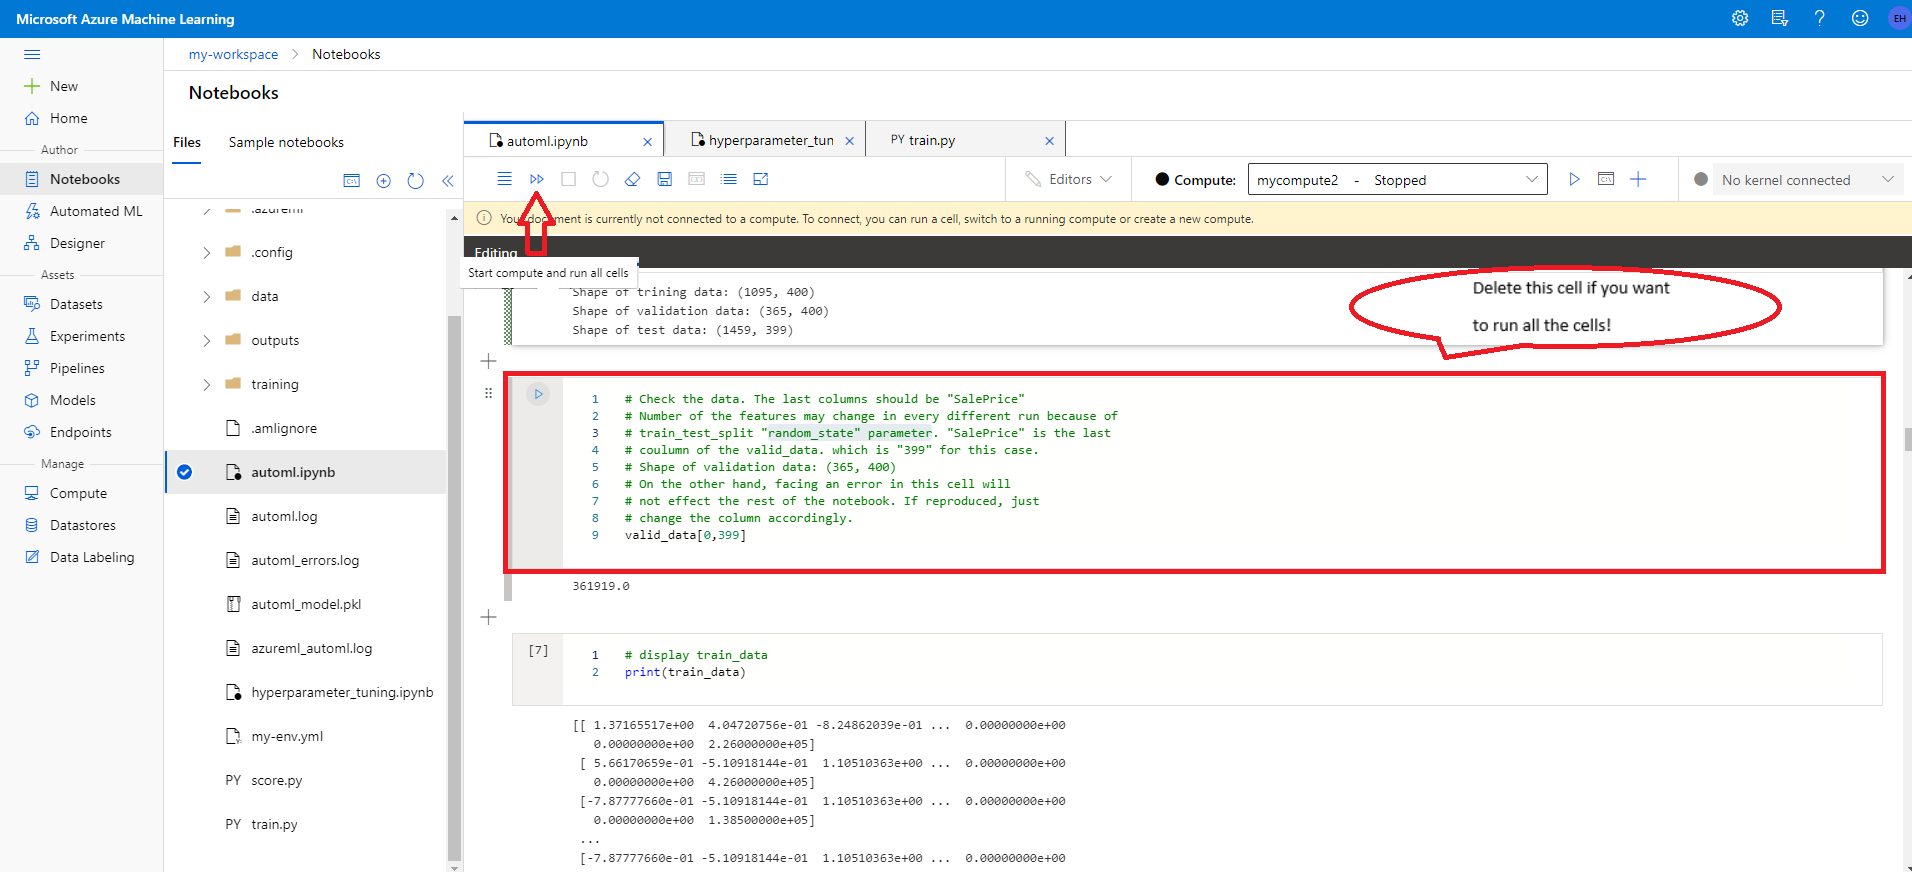 Microsoft Azure Machine Learning
EH
my-workspace > Notebooks
New
Home
Author
Notebooks
Automated ML
Designer
Assets
Datasets
Experiments
Pipelines
Models
Endpoints
Manage
Compute
Datastores
Data Labeling
Notebooks
Files Sample notebooks
.azureml
.config
data
outputs
training
.amlignore
automl.ipynb
automl.log
automl_errors.log
automl_model.pkl
azureml_automl.log
hyperparameter_tuning.ipynb
my-env.yml
PY score.py
PY train.py
automl.ipynb hyperparameter_tun PY train.py
Editors Compute: mycompute2 - Stopped No kernel connected
document is currently not connected to a compute. To connect, you can run a cell, switch to a running compute or create a new compute.
Editing
Start compute and run all cells
Shape of trining data: (1095, 400)
Shape of validation data: (365, 400)
Shape of test data: (1459, 399)
Delete this cell if you want
to run all the cells!
1 # Check the data. The last columns should be "SalePrice"
2 # Number of the features may change in every different run because of
3 # train_test_split "random_state" parameter. "SalePrice" is the last
4 # coulumn of the valid_data. which is "399" for this case.
5 # Shape of validation data: (365, 400)
6 # On the other hand, facing an error in this cell will
7 # not effect the rest of the notebook. If reproduced, just
8 # change the column accordingly.
9 valid_data[0,399]
361919.0
[7]
1 # display train_data
2 print(train_data)
[[ 1.37165517e+00 4.04720756e-01 -8.24862039e-01 ... 0.00000000e+00
0.00000000e+00 2.26000000e+05]
[ 5.66170659e-01 -5.10918144e-01 1.10510363e+00 ... 0.00000000e+00
0.00000000e+00 4.26000000e+05]
[-7.87777660e-01 -5.10918144e-01 1.10510363e+00 ... 0.00000000e+00
0.00000000e+00 1.38500000e+05]
...
[-7.87777660e-01 -5.10918144e-01 1.10510363e+00 ... 0.00000000e+00